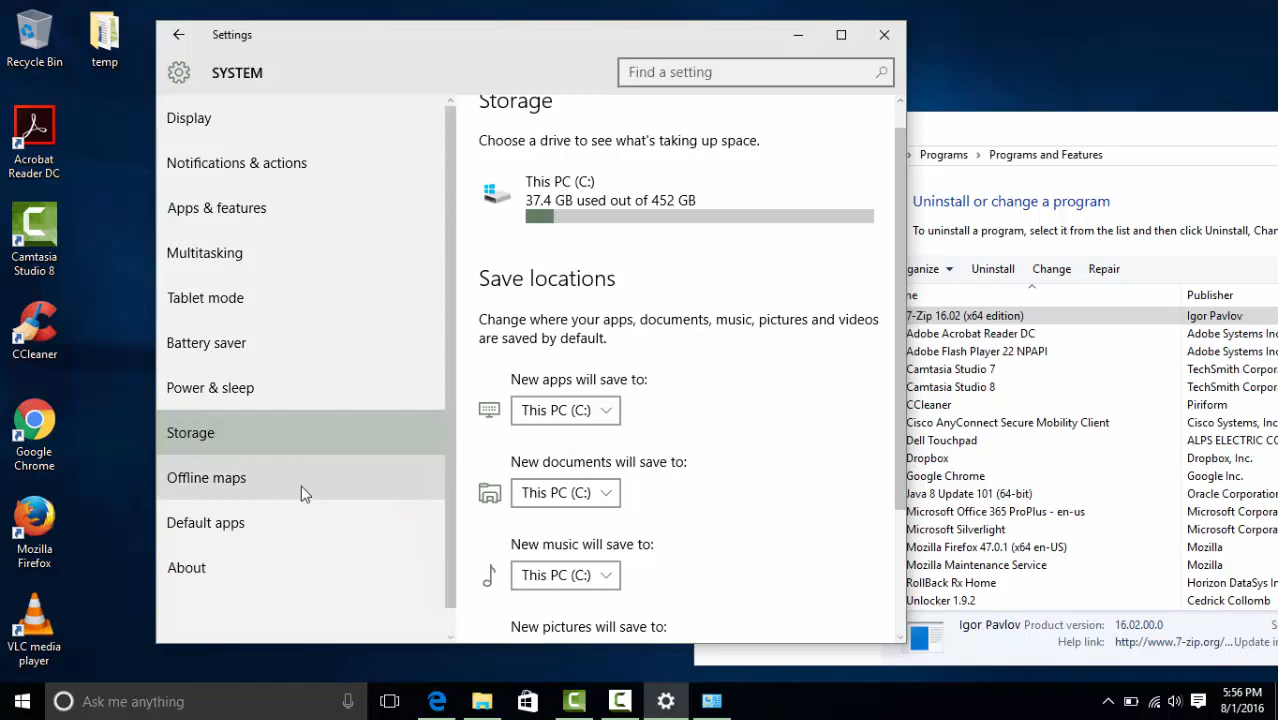 Recycle Bin
temp
Acrobat
Reader DC
Camtasia
Studio 8
CCleaner
Google
Chrome
Mozilla
Firefox
VLC media
player
Settings
SYSTEM
Find a setting
Display
Notifications & actions
Apps & features
Multitasking
Tablet mode
Battery saver
Power & sleep
Storage
Offline maps
Default apps
About
Storage
Choose a drive to see what's taking up space.
This PC (C:)
37.4 GB used out of 452 GB
Save locations
Change where your apps, documents, music, pictures and videos
are saved by default.
New apps will save to:
This PC (C:)
New documents will save to:
This PC (C:)
New music will save to:
This PC (C:)
New pictures will save to:
Programs Programs and Features
Uninstall or change a program
To uninstall a program, select it from the list and then click Uninstall, Chan
ganize Uninstall Change Repair
ne Publisher
7-Zip 16.02 (x64 edition) Igor Pavlov
Adobe Acrobat Reader DC Adobe Systems
Adobe Flash Player 22 NPAPI Adobe Systems Inc
Camtasia Studio 7 TechSmith Corpor
Camtasia Studio 8 TechSmith Corpor
CCleaner Piriform
Cisco AnyConnect Secure Mobility Client Cisco Systems, Inc.
Dell Touchpad ALPS ELECTRIC CO
Dropbox Dropbox, Inc.
Google Chrome Google Inc.
Java 8 Update 101 (64-bit) Oracle Corporation
Microsoft Office 365 ProPlus - en-us Microsoft Corpora
Microsoft Silverlight Microsoft Corpora
Mozilla Firefox 47.0.1 (x64 en-US) Mozilla
Mozilla Maintenance Service Mozilla
RollBack Rx Home Horizon DataSys In
Unlocker 1.9.2 Cedrick Collomb
Igor Pavlov Product version: 16.02.00.0
Help link: http://www.7-zip.org/... Update in
Ask me anything
5:56 PM
8/1/2016